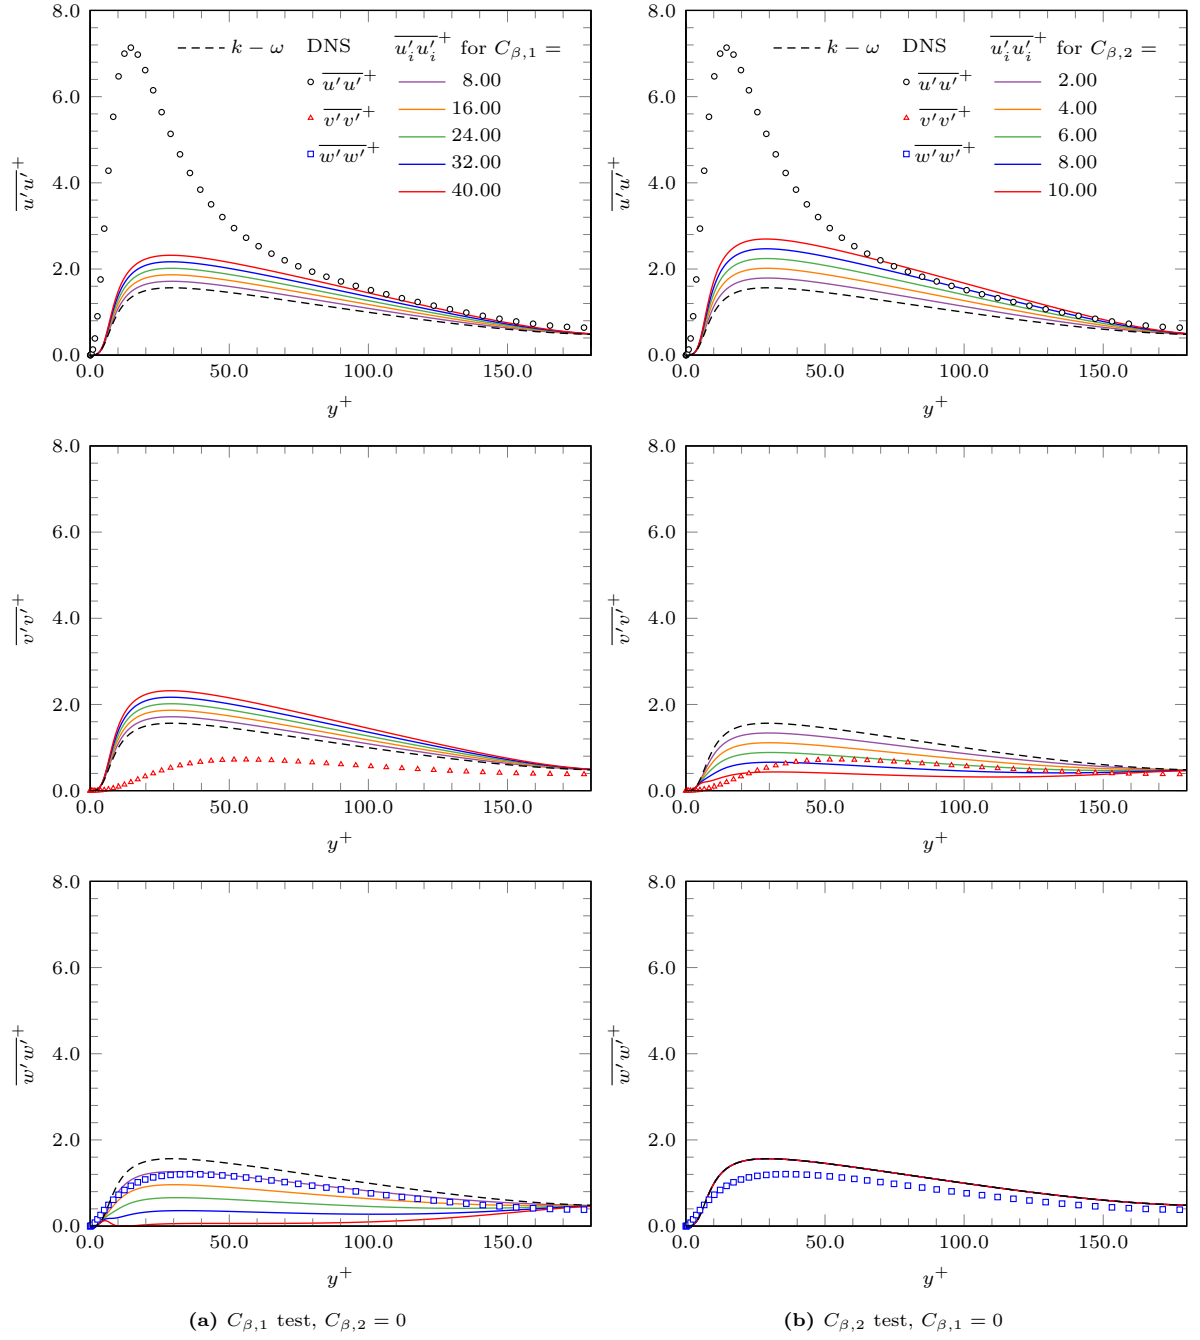 8.0
6.0
4.0
2.0
0.0
0.0 50.0 100.0 150.0
y⁺
u′u′⁺
k − ω DNS u′ᵢu′ᵢ⁺ for C_β,1 =
u′u′⁺ 8.00
v′v′⁺ 16.00
w′w′⁺ 24.00
32.00
40.00
8.0
6.0
4.0
2.0
0.0
0.0 50.0 100.0 150.0
y⁺
u′u′⁺
k − ω DNS u′ᵢu′ᵢ⁺ for C_β,2 =
u′u′⁺ 2.00
v′v′⁺ 4.00
w′w′⁺ 6.00
8.00
10.00
8.0
6.0
4.0
2.0
0.0
0.0 50.0 100.0 150.0
y⁺
v′v′⁺
8.0
6.0
4.0
2.0
0.0
0.0 50.0 100.0 150.0
y⁺
v′v′⁺
8.0
6.0
4.0
2.0
0.0
0.0 50.0 100.0 150.0
y⁺
w′w′⁺
8.0
6.0
4.0
2.0
0.0
0.0 50.0 100.0 150.0
y⁺
w′w′⁺
(a) C_β,1 test, C_β,2 = 0
(b) C_β,2 test, C_β,1 = 0